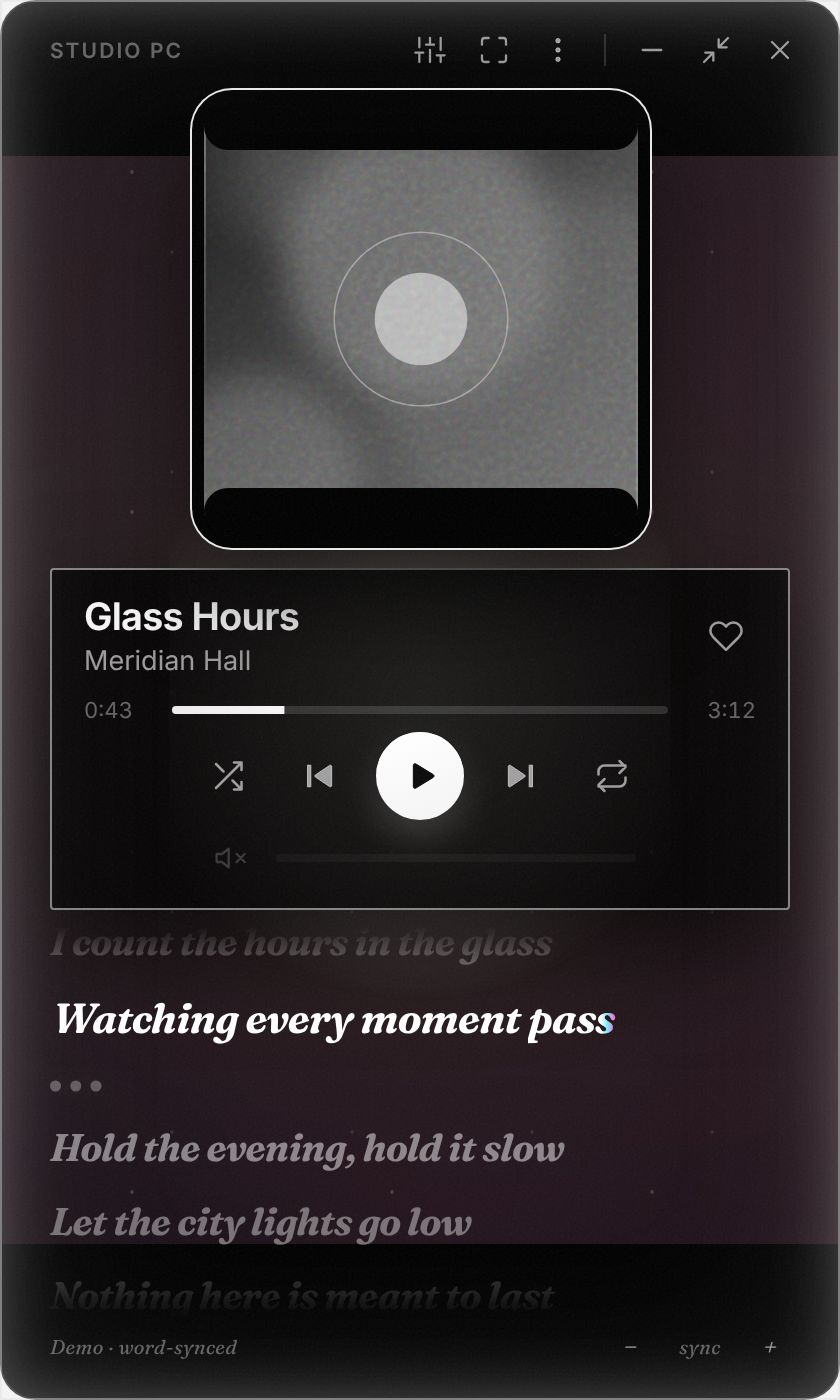 STUDIO PC
Glass Hours
Meridian Hall
0:43 3:12
I count the hours in the glass
Watching every moment pass
Hold the evening, hold it slow
Let the city lights go low
Nothing here is meant to last
Demo · word-synced − sync +